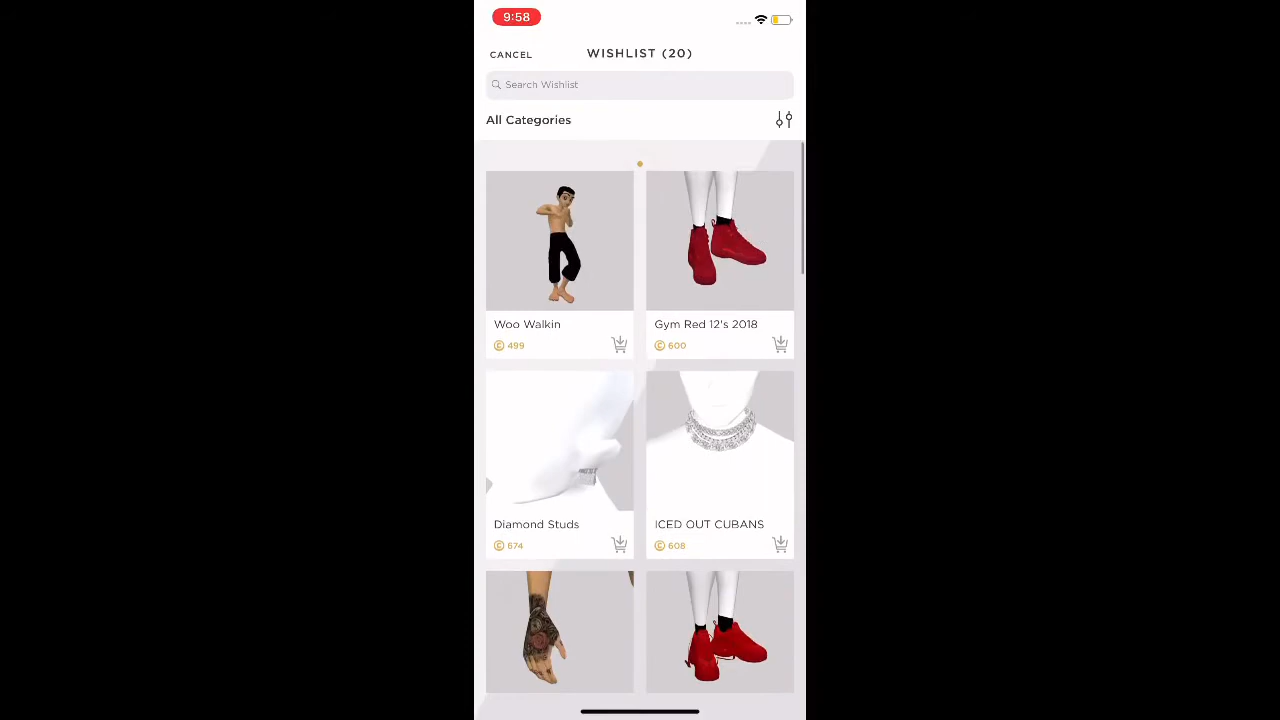 9:58
CANCEL
WISHLIST (20)
Search Wishlist
All Categories
Woo Walkin
499
Gym Red 12's 2018
600
Diamond Studs
674
ICED OUT CUBANS
608